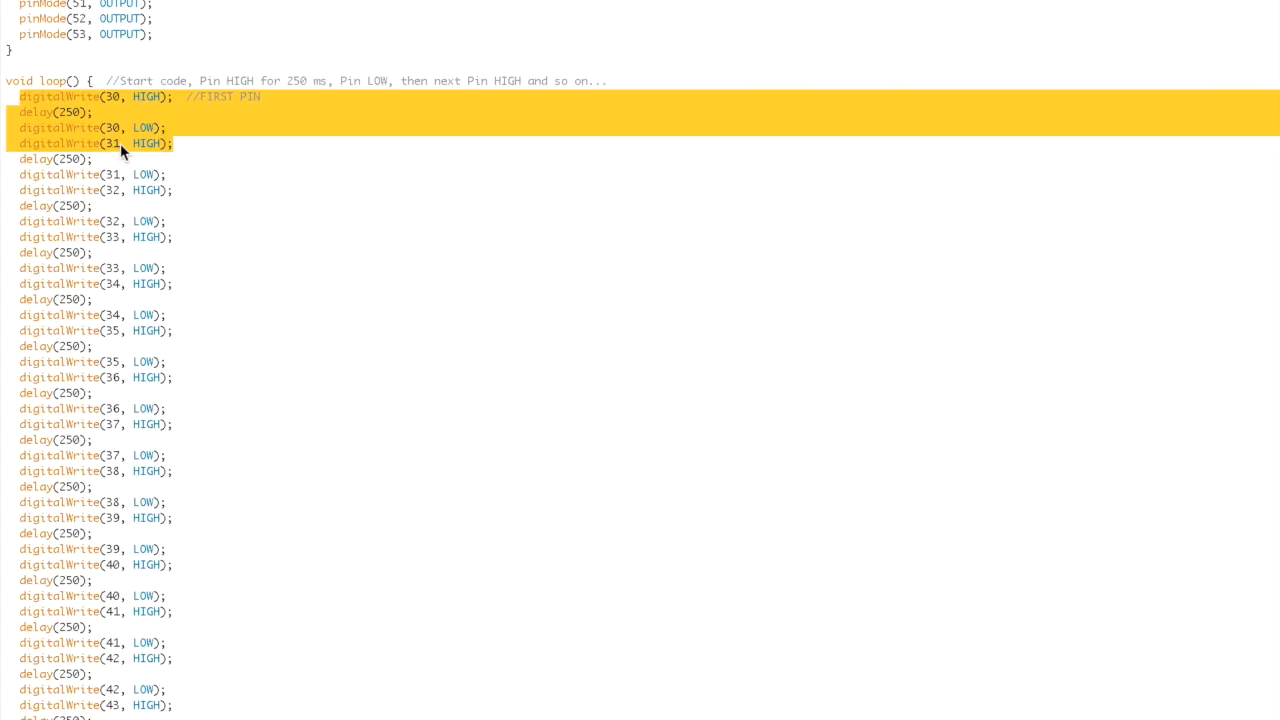 pinMode(51, OUTPUT);
pinMode(52, OUTPUT);
pinMode(53, OUTPUT);
}
void loop() {  //Start code, Pin HIGH for 250 ms, Pin LOW, then next Pin HIGH and so on...
digitalWrite(30, HIGH);  //FIRST PIN
delay(250);
digitalWrite(30, LOW);
digitalWrite(31, HIGH);
delay(250);
digitalWrite(31, LOW);
digitalWrite(32, HIGH);
delay(250);
digitalWrite(32, LOW);
digitalWrite(33, HIGH);
delay(250);
digitalWrite(33, LOW);
digitalWrite(34, HIGH);
delay(250);
digitalWrite(34, LOW);
digitalWrite(35, HIGH);
delay(250);
digitalWrite(35, LOW);
digitalWrite(36, HIGH);
delay(250);
digitalWrite(36, LOW);
digitalWrite(37, HIGH);
delay(250);
digitalWrite(37, LOW);
digitalWrite(38, HIGH);
delay(250);
digitalWrite(38, LOW);
digitalWrite(39, HIGH);
delay(250);
digitalWrite(39, LOW);
digitalWrite(40, HIGH);
delay(250);
digitalWrite(40, LOW);
digitalWrite(41, HIGH);
delay(250);
digitalWrite(41, LOW);
digitalWrite(42, HIGH);
delay(250);
digitalWrite(42, LOW);
digitalWrite(43, HIGH);
delay(250);